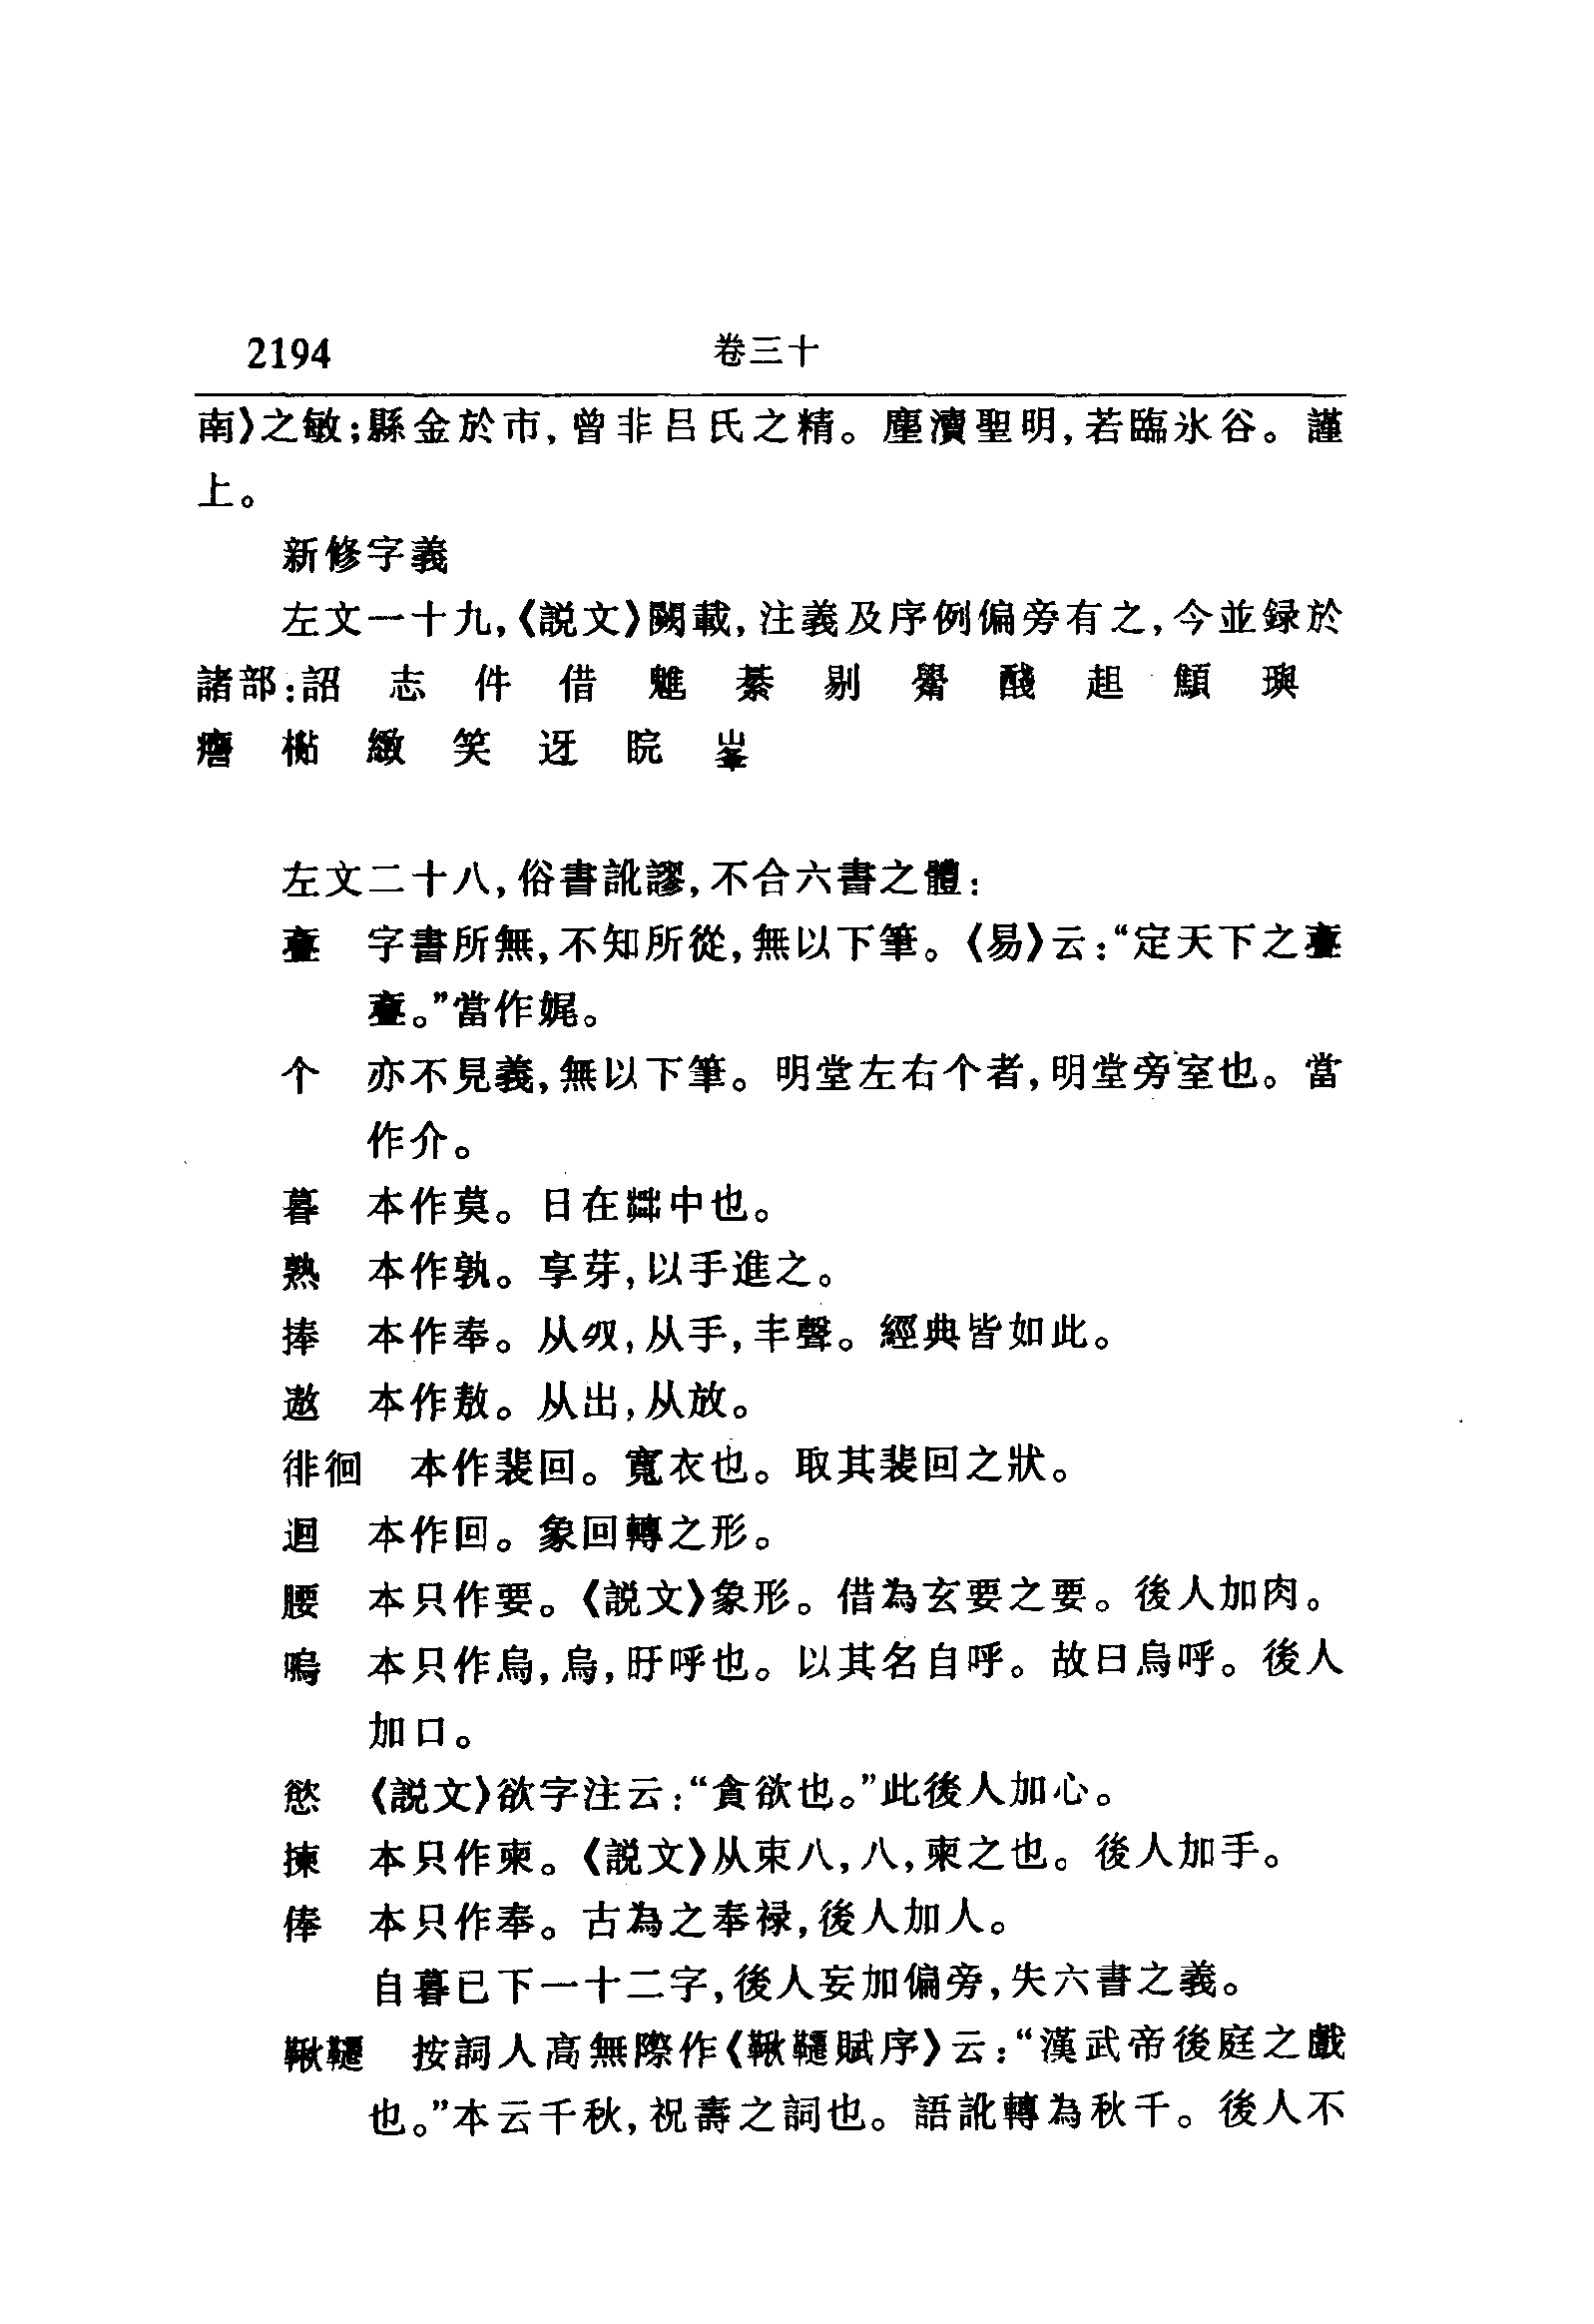 2194 卷三十
南》之敏；縣金於市，曾非吕氏之精。塵瀆聖明，若臨氷谷。謹
上。
新修字義
左文一十九，《説文》闕載，注義及序例偏旁有之，今並録於
諸部：詔 志 件 借 魋 綦 剔 觷 醆 趄 顦 璵
𤻮 櫼 緻 笑 迓 睆 峯
左文二十八，俗書訛謬，不合六書之體：
亹 字書所無，不知所從，無以下筆。《易》云：“定天下之亹
亹。”當作娓。
个 亦不見義，無以下筆。明堂左右个者，明堂旁室也。當
作介。
暮 本作莫。日在茻中也。
熟 本作孰。享芽，以手進之。
捧 本作奉。从𠬞，从手，丰聲。經典皆如此。
遨 本作敖。从出，从放。
徘徊 本作裴回。寬衣也。取其裴回之狀。
迴 本作回。象回轉之形。
腰 本只作要。《説文》象形。借為玄要之要。後人加肉。
嗚 本只作烏，烏，盱呼也。以其名自呼。故曰烏呼。後人
加口。
慾 《説文》欲字注云：“貪欲也。”此後人加心。
揀 本只作柬。《説文》从束八，八，柬之也。後人加手。
俸 本只作奉。古為之奉禄，後人加人。
自暮已下一十二字，後人妄加偏旁，失六書之義。
鞦韆 按詞人高無際作《鞦韆賦序》云：“漢武帝後庭之戲
也。”本云千秋，祝壽之詞也。語訛轉為秋千。後人不